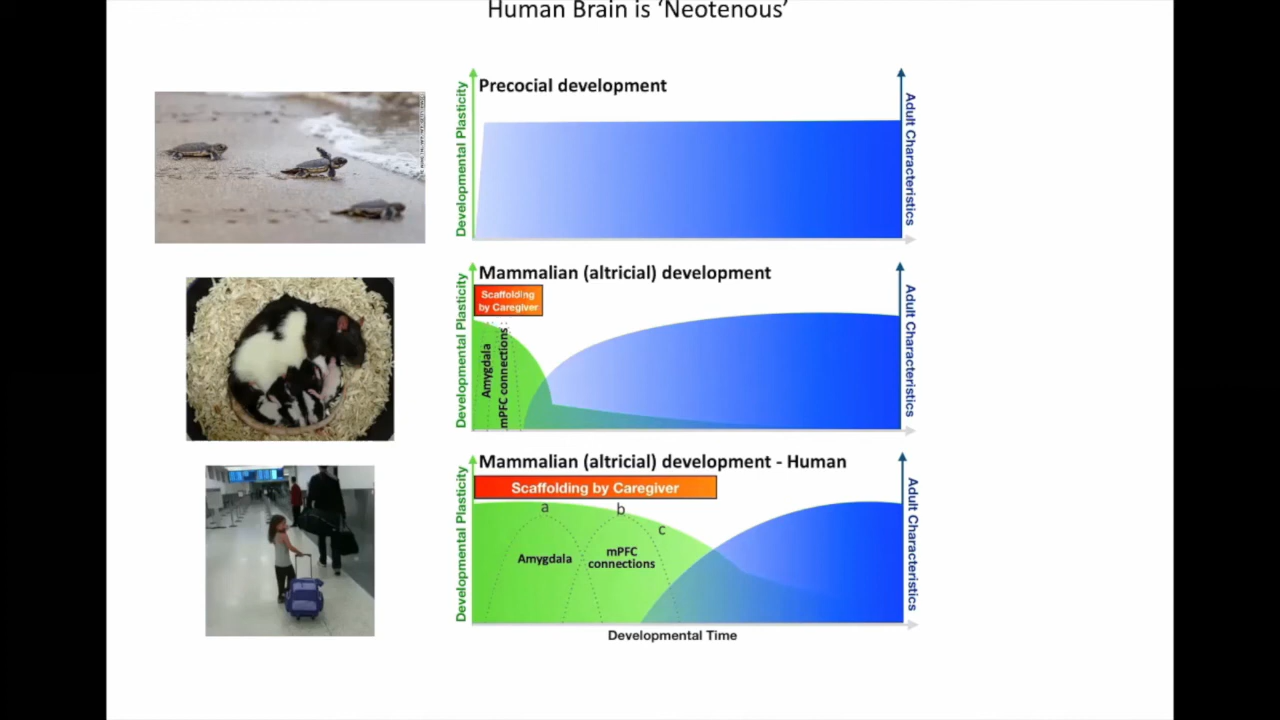 Human Brain is ‘Neotenous’
Precocial development
Developmental Plasticity
Adult Characteristics
Mammalian (altricial) development
Scaffolding
by Caregiver
Developmental Plasticity
Amygdala
mPFC connections
Adult Characteristics
Mammalian (altricial) development - Human
Scaffolding by Caregiver
Developmental Plasticity
a
b
c
Amygdala
mPFC
connections
Adult Characteristics
Developmental Time